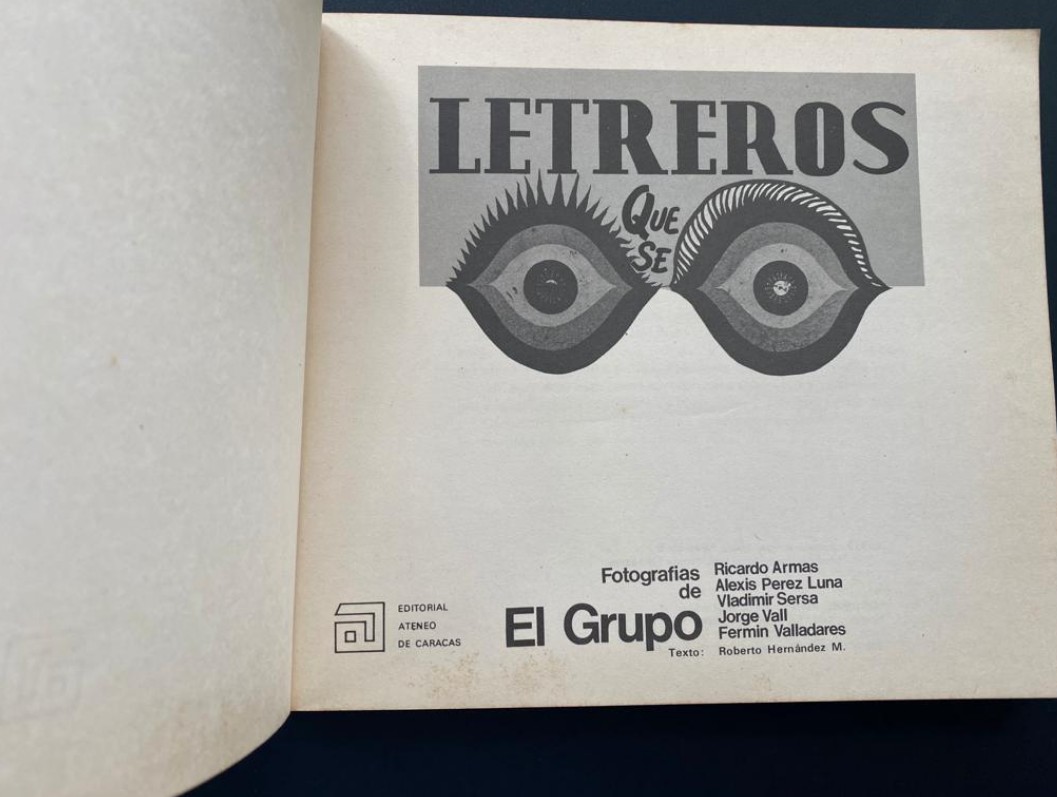 LETREROS
QUE
SE
Fotografias
de
El Grupo
Ricardo Armas
Alexis Perez Luna
Vladimir Sersa
Jorge Vall
Fermin Valladares
Texto: Roberto Hernández M.
EDITORIAL
ATENEO
DE CARACAS